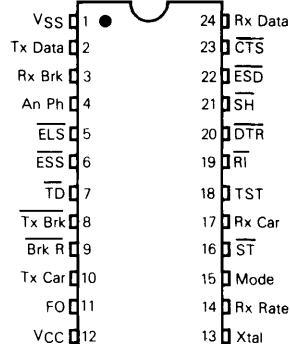 VSS 1 24 Rx Data
Tx Data 2 23 CTS
Rx Brk 3 22 ESD
An Ph 4 21 SH
ELS 5 20 DTR
ESS 6 19 RI
TD 7 18 TST
Tx Brk 8 17 Rx Car
Brk R 9 16 ST
Tx Car 10 15 Mode
FO 11 14 Rx Rate
VCC 12 13 Xtal